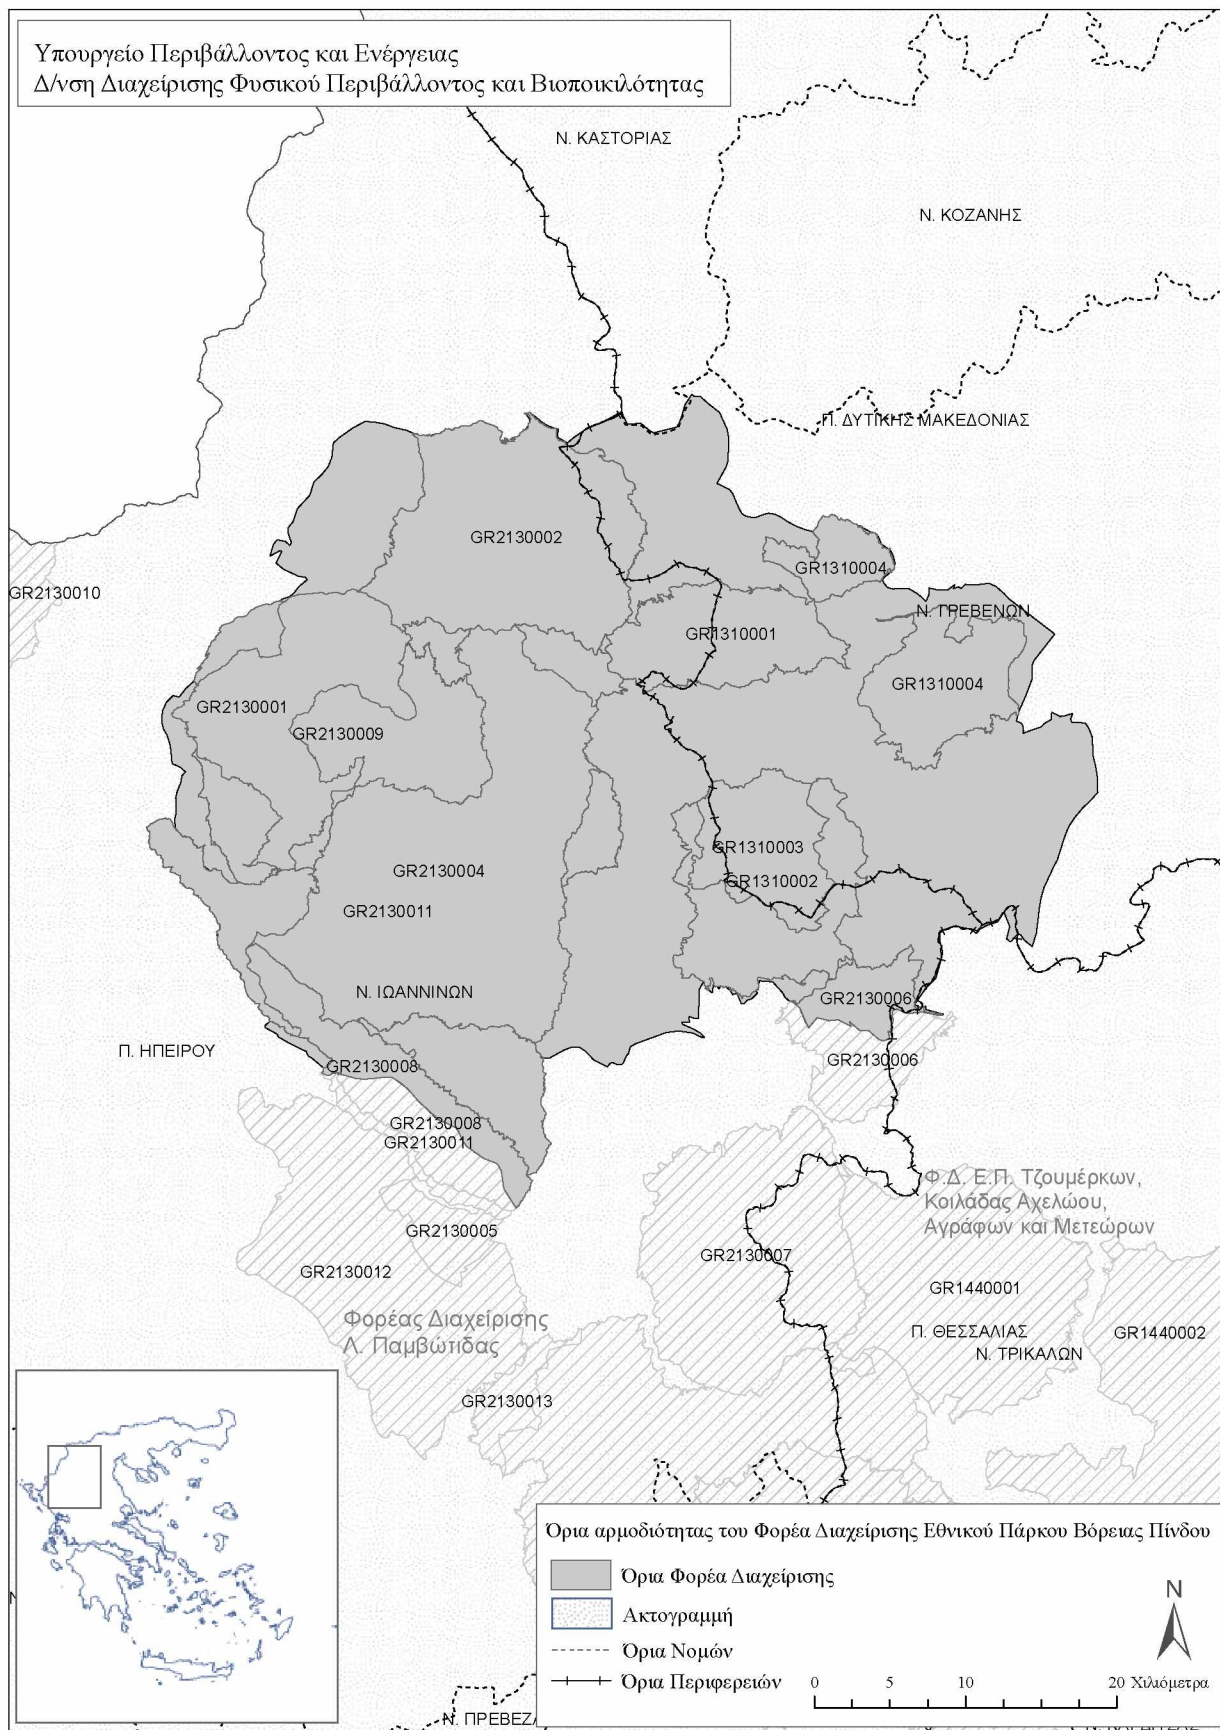 Υπουργείο Περιβάλλοντος και Ενέργειας
Δ/νση Διαχείρισης Φυσικού Περιβάλλοντος και Βιοποικιλότητας
Ν. ΚΑΣΤΟΡΙΑΣ
Ν. ΚΟΖΑΝΗΣ
Π. ΔΥΤΙΚΗΣ ΜΑΚΕΔΟΝΙΑΣ
GR2130002
GR1310004
GR2130010
Ν. ΓΡΕΒΕΝΩΝ
GR1310001
GR1310004
GR2130001
GR2130009
GR1310003
GR2130004
GR1310002
GR2130011
Ν. ΙΩΑΝΝΙΝΩΝ
GR2130006
Π. ΗΠΕΙΡΟΥ
GR2130006
GR2130008
GR2130008
GR2130011
Φ.Δ. Ε.Π. Τζουμέρκων,
Κοιλάδας Αχελώου,
Αγράφων και Μετεώρων
GR2130005
GR2130007
GR2130012
GR1440001
Φορέας Διαχείρισης
Λ. Παμβώτιδας
Π. ΘΕΣΣΑΛΙΑΣ
GR1440002
Ν. ΤΡΙΚΑΛΩΝ
GR2130013
Όρια αρμοδιότητας του Φορέα Διαχείρισης Εθνικού Πάρκου Βόρειας Πίνδου
Όρια Φορέα Διαχείρισης
Ακτογραμμή
Όρια Νομών
Όρια Περιφερειών
N
0 5 10 20 Χιλιόμετρα
Ν. ΠΡΕΒΕΖΑ